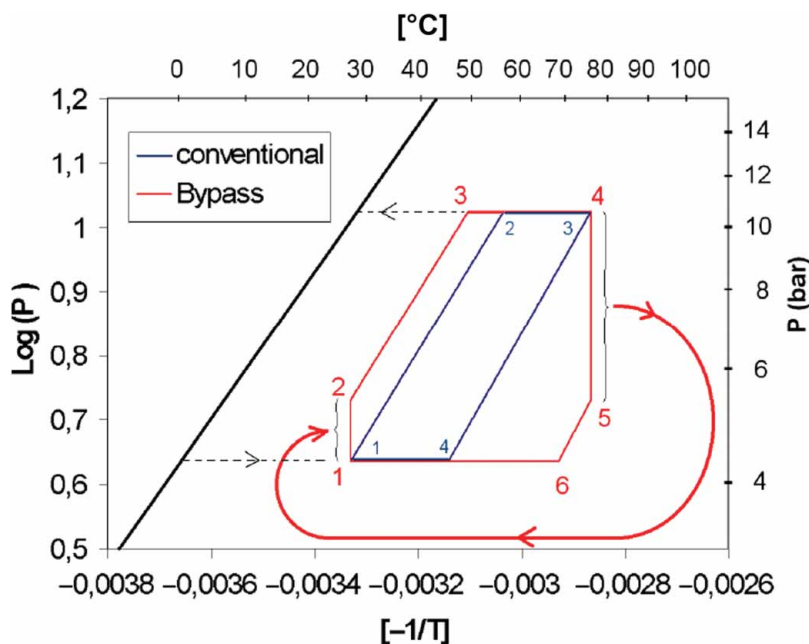 [°C]
0 10 20 30 40 50 60 70 80 90 100
1,2
1,1
1
0,9
0,8
0,7
0,6
0,5
Log (P )
conventional
Bypass
3 4
2 3
2
1 4
1
5
6
14
12
10
8
6
4
P (bar)
−0,0038 −0,0036 −0,0034 −0,0032 −0,003 −0,0028 −0,0026
[−1/T]